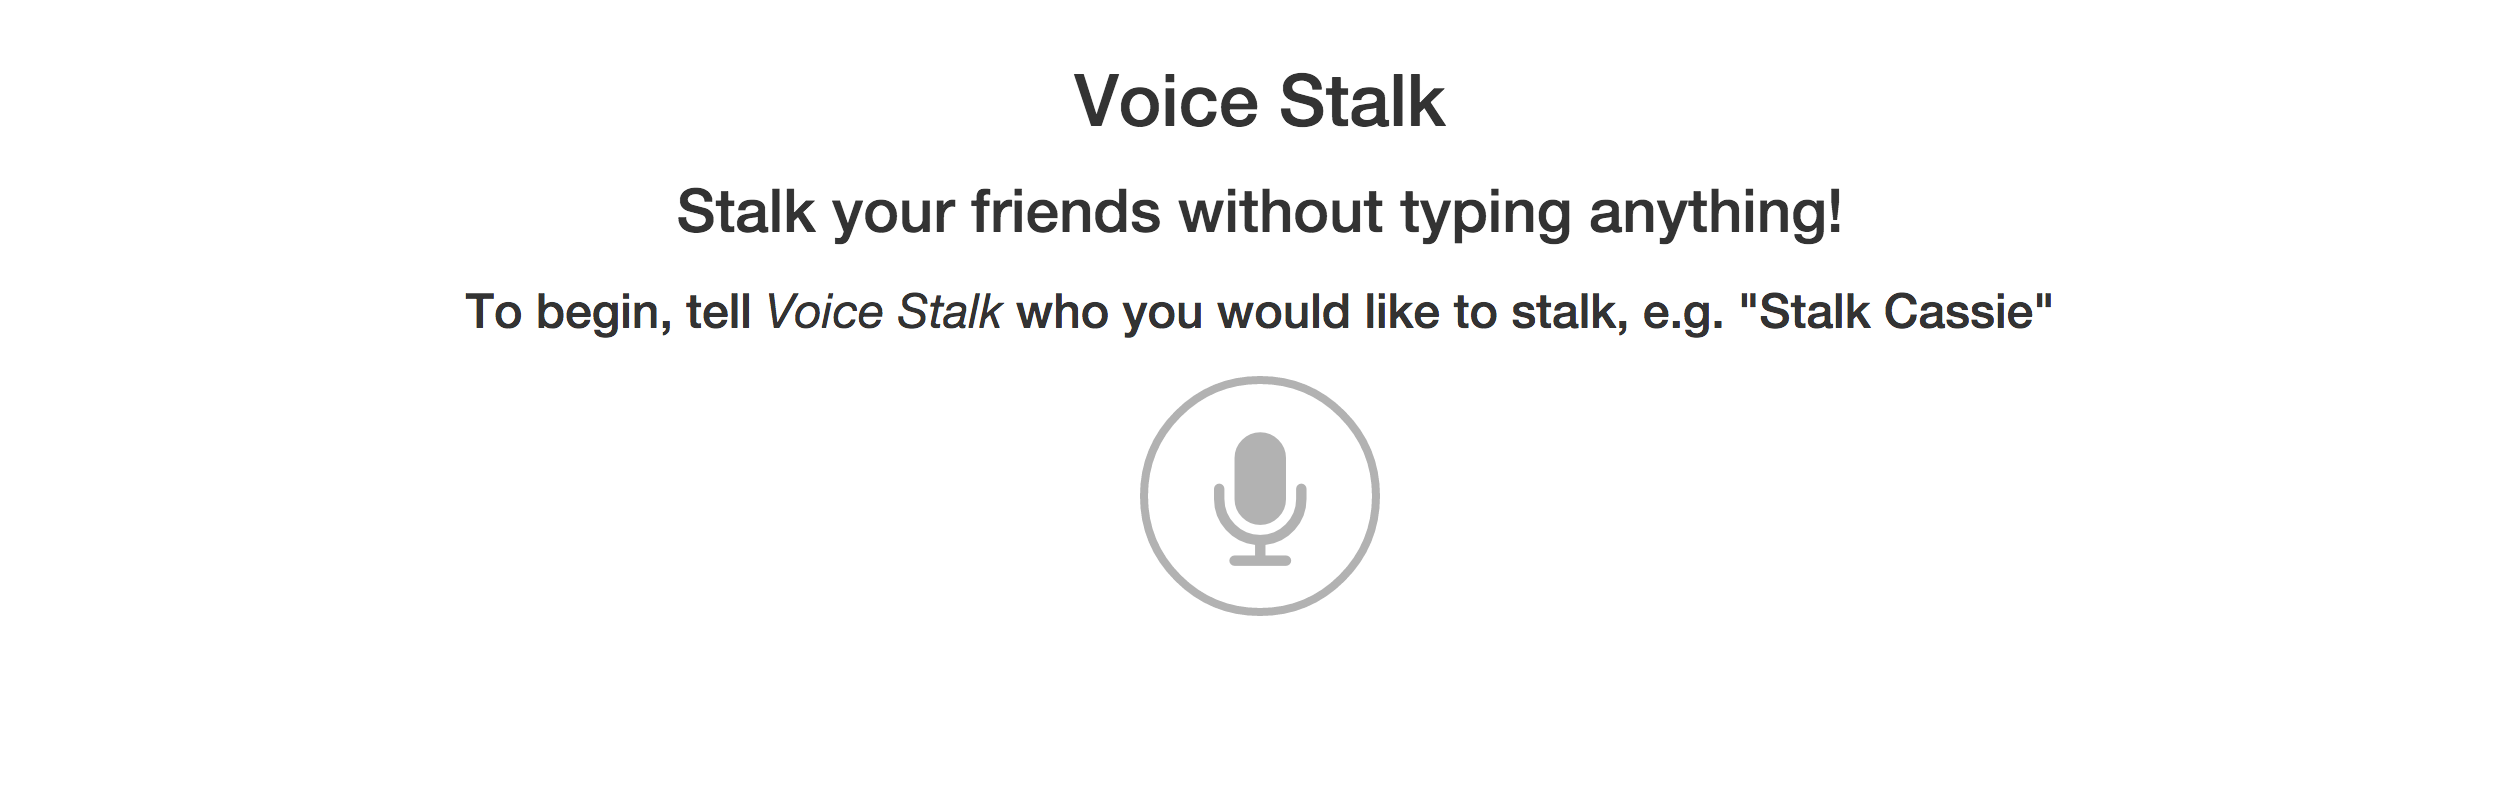 Voice Stalk
Stalk your friends without typing anything!
To begin, tell Voice Stalk who you would like to stalk, e.g. "Stalk Cassie"